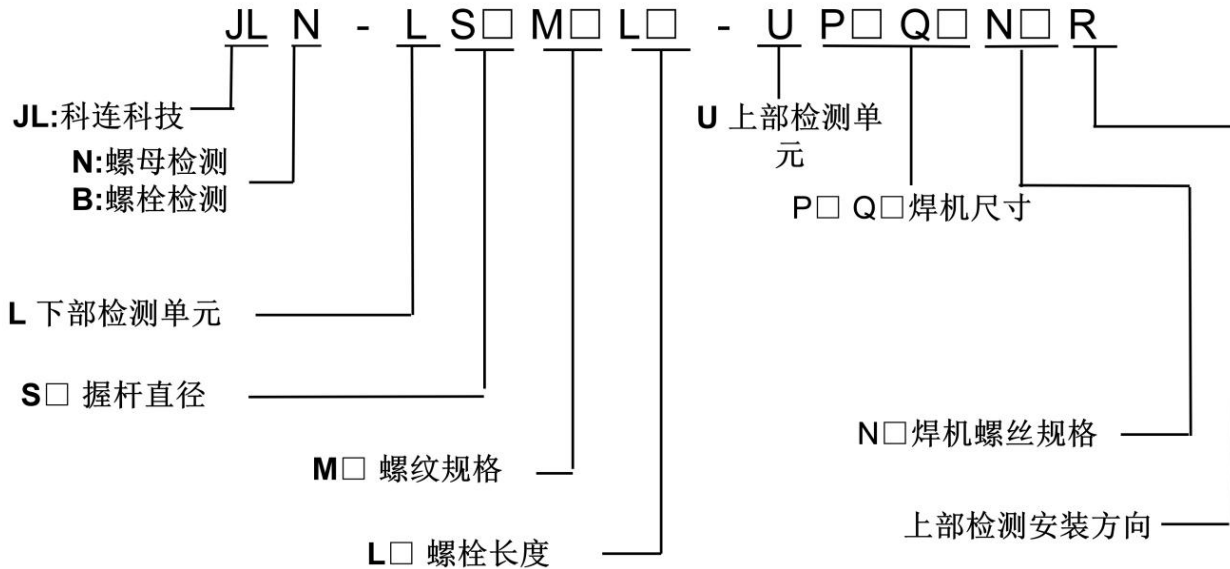 JL N - L S□ M□ L□ - U P□ Q□ N□ R
JL:科连科技
N:螺母检测
B:螺栓检测
U 上部检测单
元
P□ Q□焊机尺寸
L 下部检测单元
S□ 握杆直径
N□焊机螺丝规格
M□ 螺纹规格
上部检测安装方向
L□ 螺栓长度